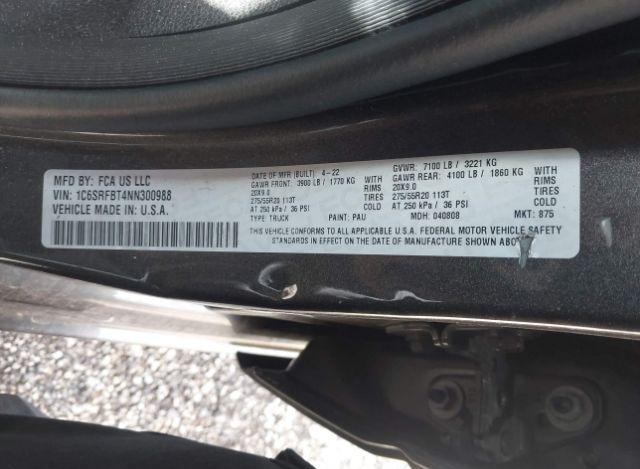 MFD BY: FCA US LLC
VIN: 1C6SRFBT4NN300988
VEHICLE MADE IN U.S.A.
DATE OF MFR (BUILT): 4-22
GAWR FRONT: 3900 LB / 1770 KG
20X9.0 WITH
275/55R20 113T TIRES
AT 250 kPa / 36 PSI COLD
TYPE: TRUCK PAINT: PAU
GVWR: 7100 LB / 3221 KG
GAWR REAR: 4100 LB / 1860 KG
20X9.0 WITH
275/55R20 113T TIRES
AT 250 kPa / 36 PSI COLD
MDH: 040808 MKT: 875
THIS VEHICLE CONFORMS TO ALL APPLICABLE U.S.A. FEDERAL MOTOR VEHICLE SAFETY
STANDARDS IN EFFECT ON THE DATE OF MANUFACTURE SHOWN ABOVE